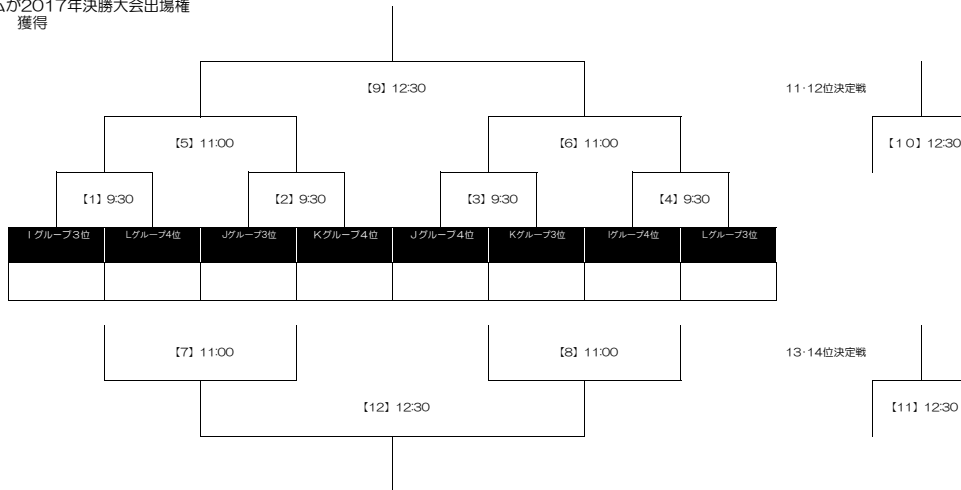 ムが2017年決勝大会出場権
獲得
【9】 12:30
11・12位決定戦
【5】 11:00
【6】 11:00
【10】 12:30
【1】 9:30
【2】 9:30
【3】 9:30
【4】 9:30
Iグループ3位
Lグループ4位
Jグループ3位
Kグループ4位
Jグループ4位
Kグループ3位
Iグループ4位
Lグループ3位
【7】 11:00
【8】 11:00
13・14位決定戦
【12】 12:30
【11】 12:30